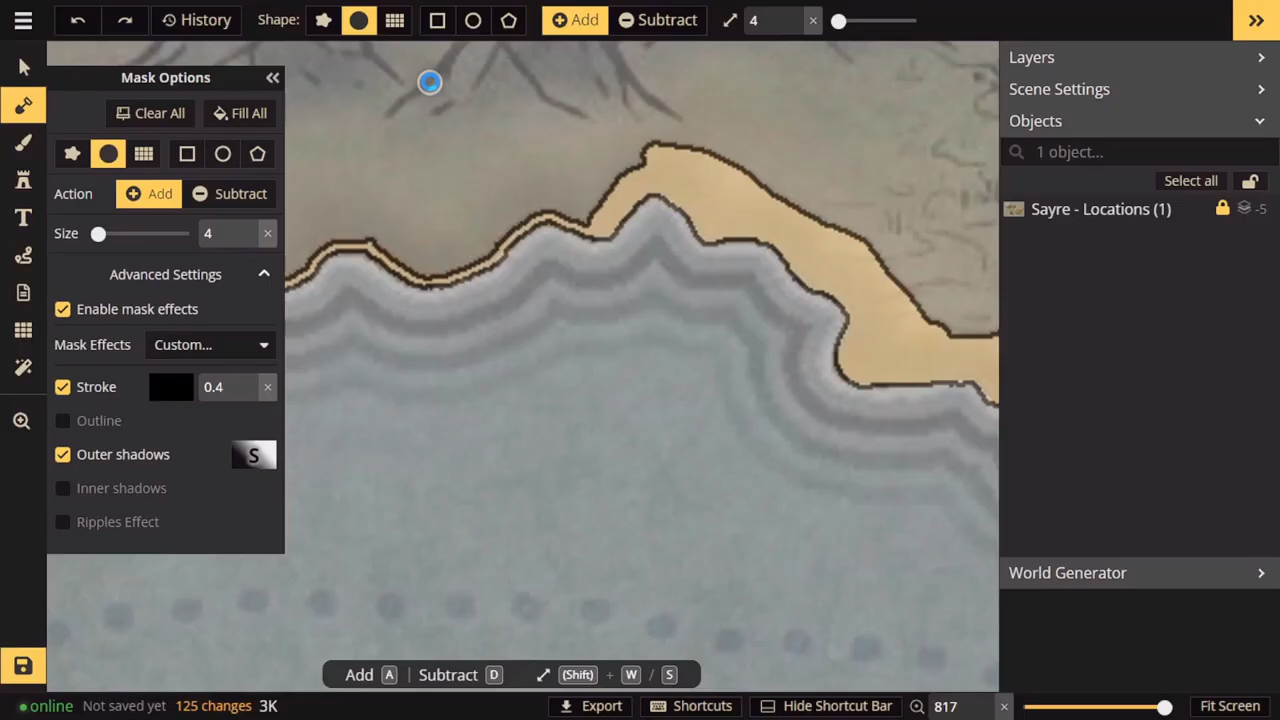 History
Shape:
Add
Subtract
4
×
Mask Options
Clear All
Fill All
Action
Add
Subtract
Size
4
×
Advanced Settings
Enable mask effects
Mask Effects
Custom...
Stroke
0.4
×
Outline
Outer shadows
S
Inner shadows
Ripples Effect
Layers
Scene Settings
Objects
1 object...
Select all
Sayre - Locations (1)
-5
World Generator
Add A | Subtract D (Shift) + W / S
online
Not saved yet
125 changes
3K
Export
Shortcuts
Hide Shortcut Bar
817
×
Fit Screen